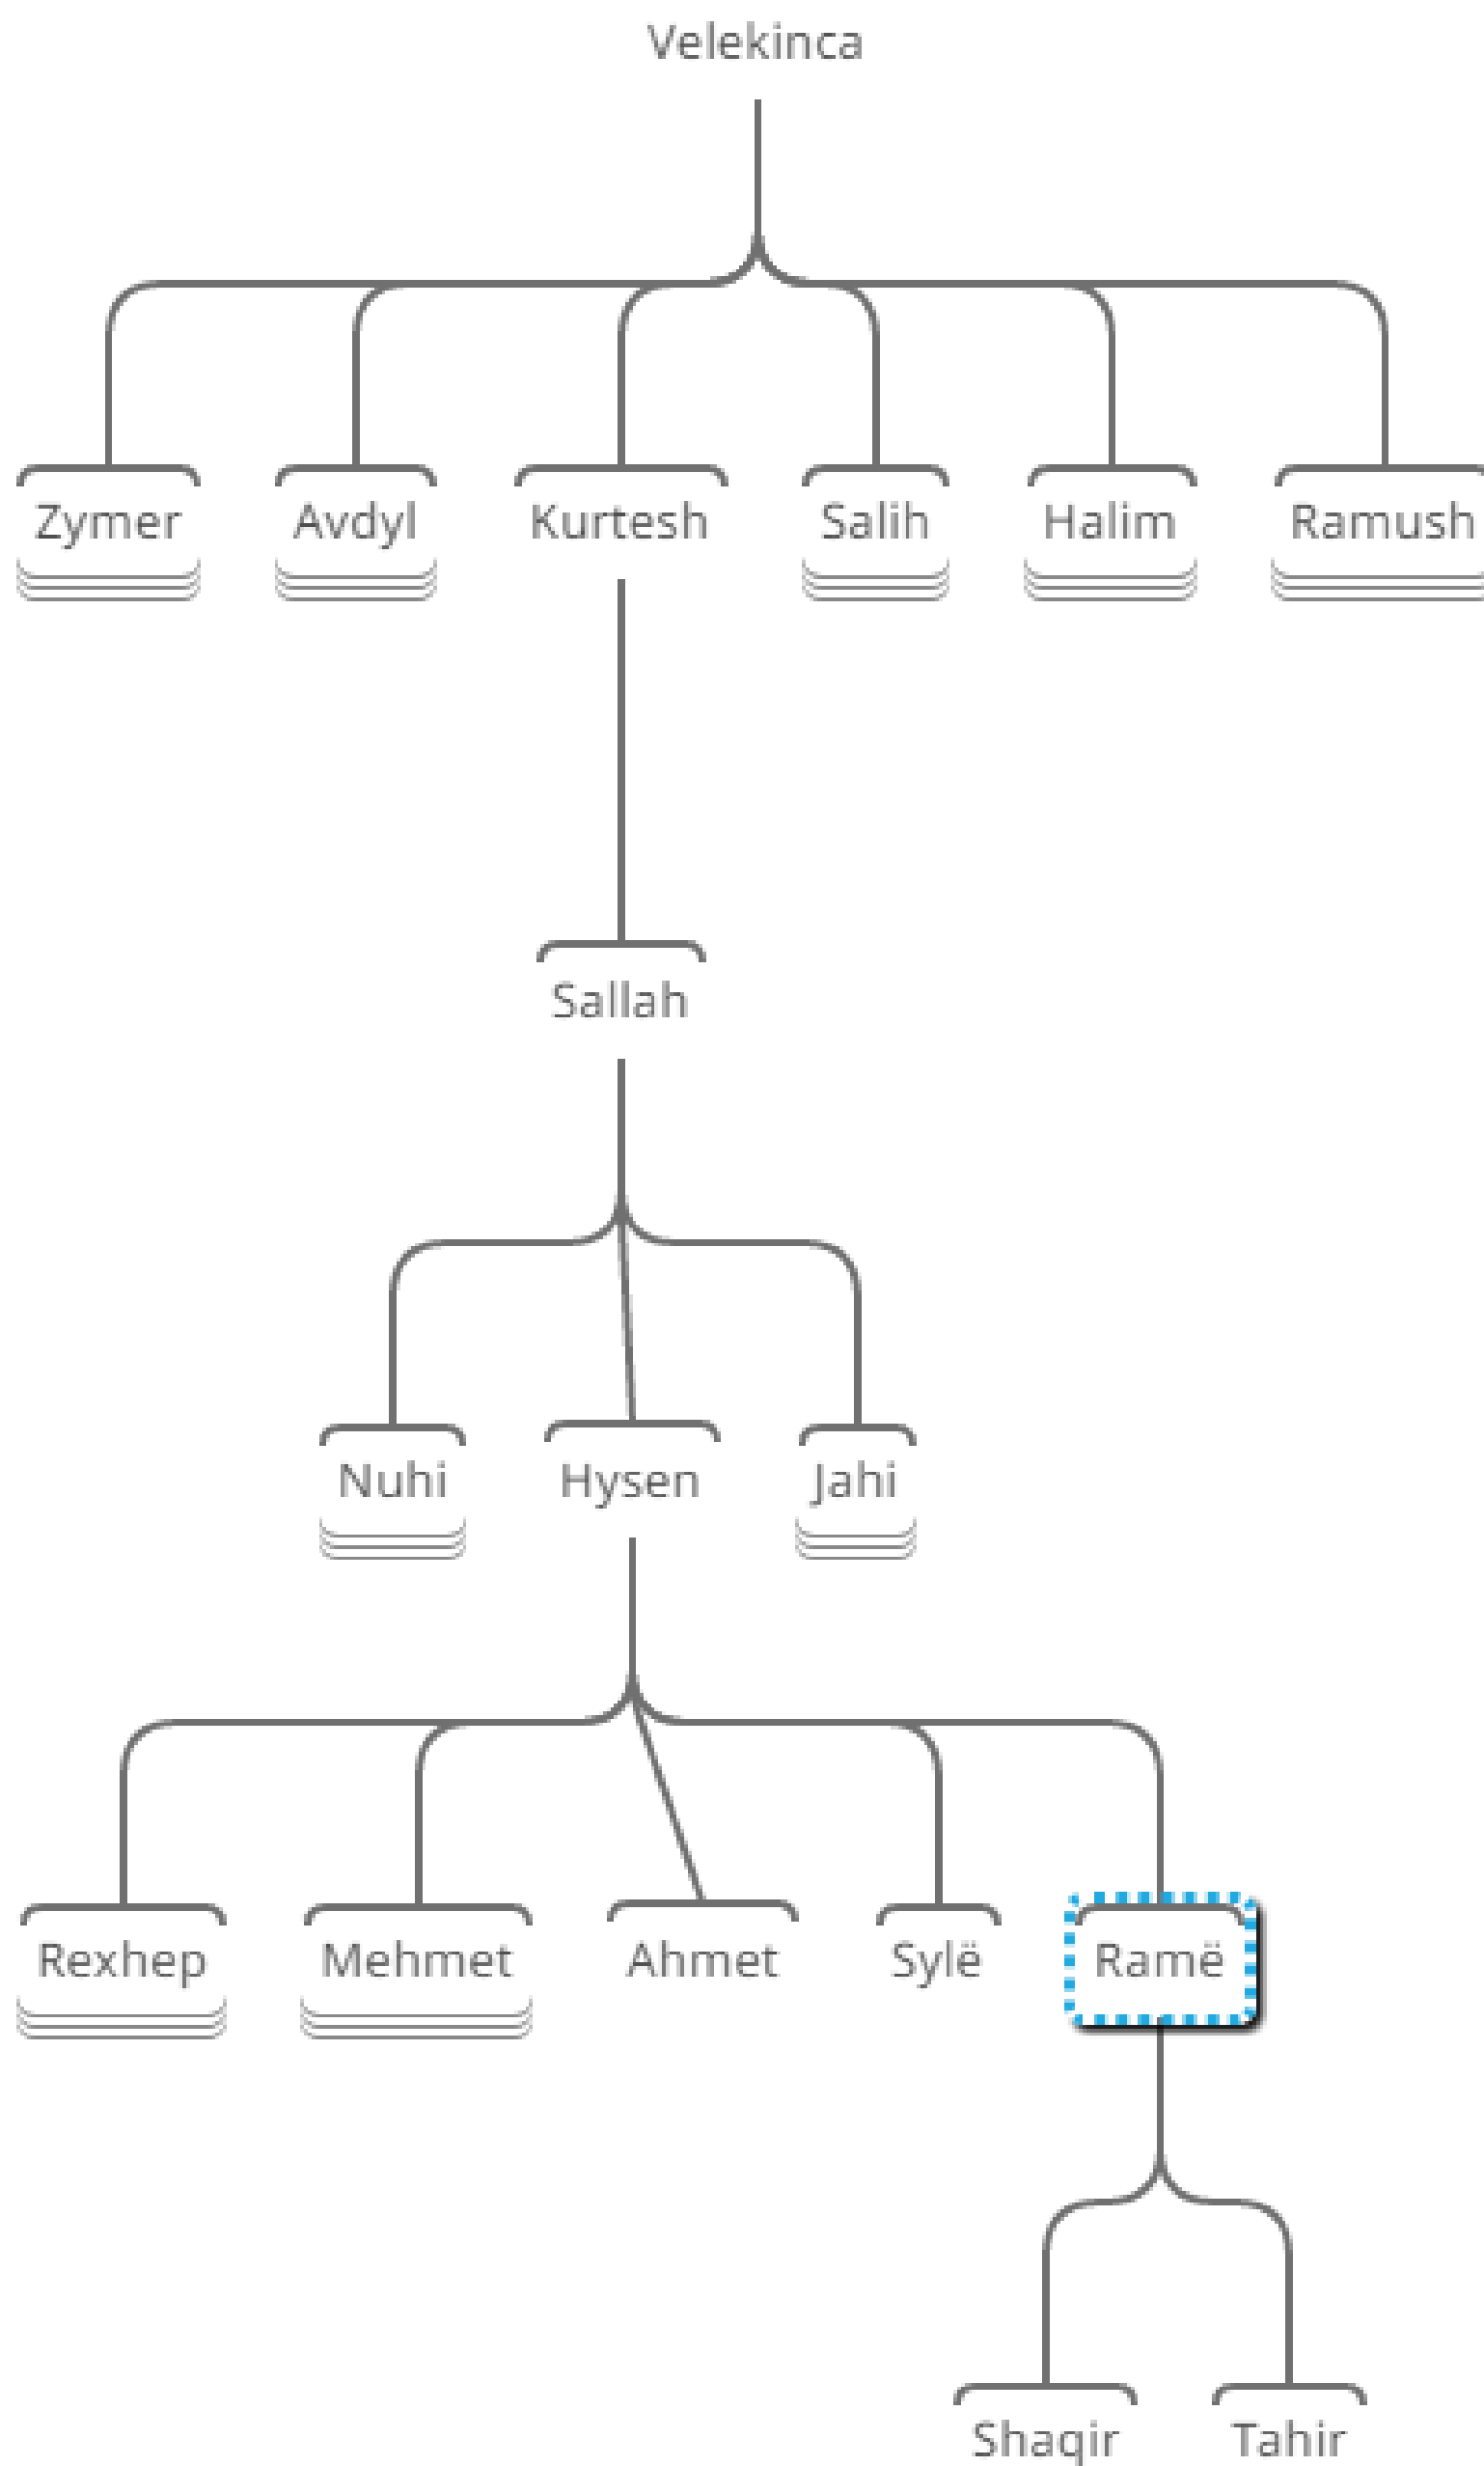 Velekinca
Zymer Avdyl Kurtesh Salih Halim Ramush
Sallah
Nuhi Hysen Jahi
Rexhep Mehmet Ahmet Sylë Ramë
Shaqir Tahir